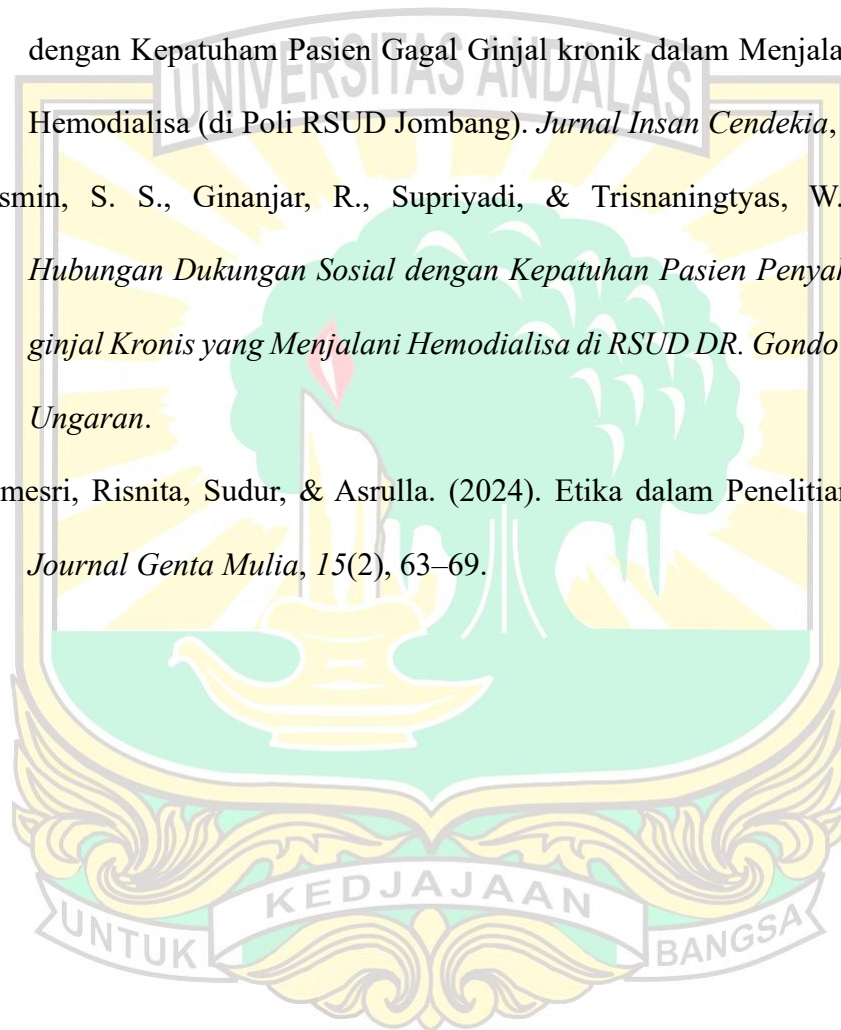 dengan Kepatuham Pasien Gagal Ginjal kronik dalam Menjala
UNIVERSITAS ANDALAS
Hemodialisa (di Poli RSUD Jombang). Jurnal Insan Cendekia,
smin, S. S., Ginanjar, R., Supriyadi, & Trisnaningtyas, W.
Hubungan Dukungan Sosial dengan Kepatuhan Pasien Penyak
ginjal Kronis yang Menjalani Hemodialisa di RSUD DR. Gondo
Ungaran.
mesri, Risnita, Sudur, & Asrulla. (2024). Etika dalam Penelitian
Journal Genta Mulia, 15(2), 63–69.
KEDJAJAAN
UNTUK BANGSA